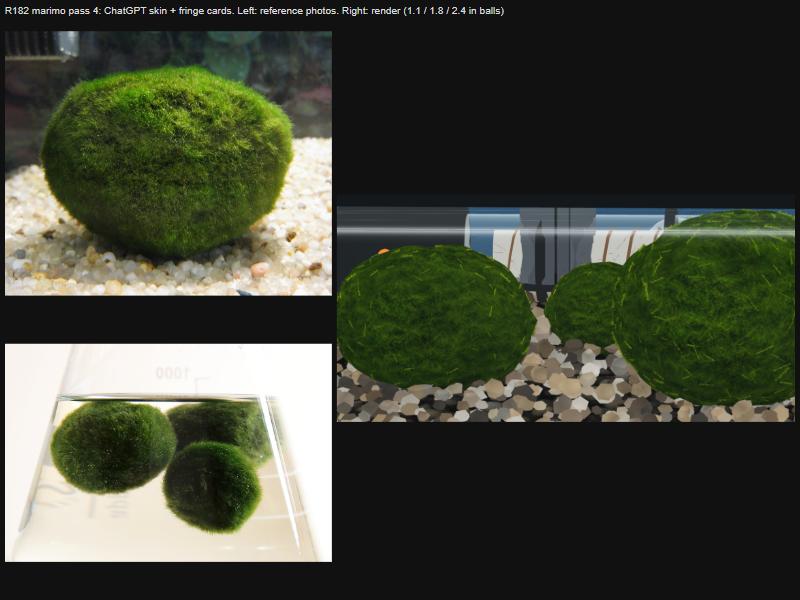 R182 marimo pass 4: ChatGPT skin + fringe cards. Left: reference photos. Right: render (1.1 / 1.8 / 2.4 in balls)
1000